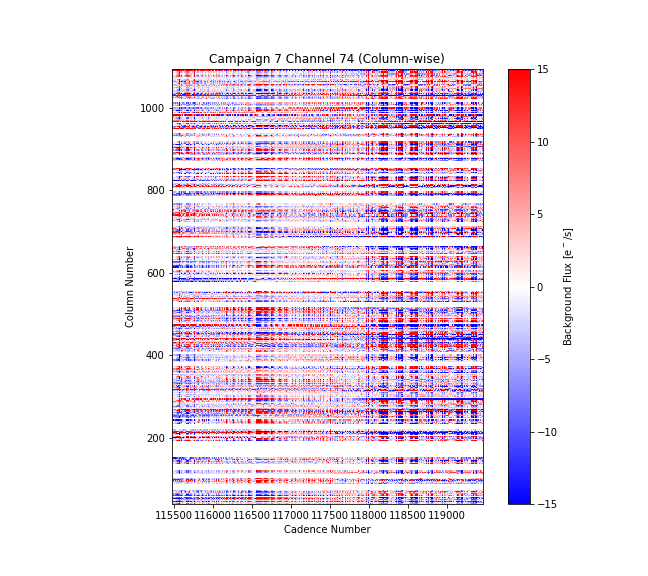 Campaign 7 Channel 74 (Column-wise)
1000
800
600
400
200
Column Number
115500 116000 116500 117000 117500 118000 118500 119000
Cadence Number
15
10
5
0
−5
−10
−15
Background Flux [e⁻/s]